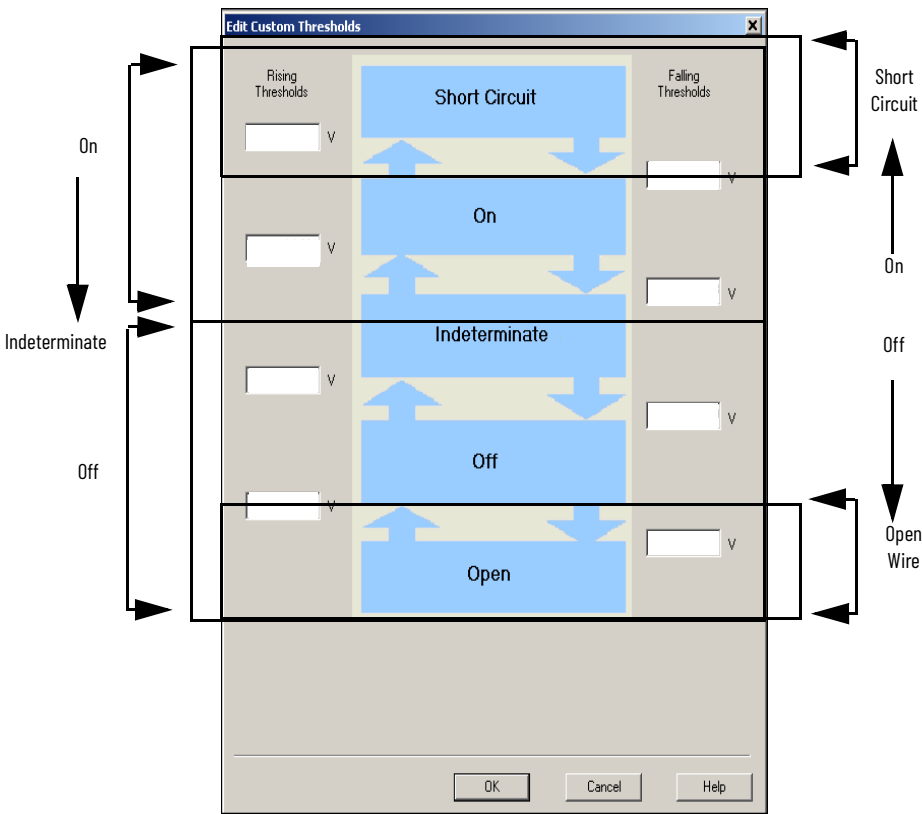 Edit Custom Thresholds
Rising
Thresholds
Short Circuit
Falling
Thresholds
Short
Circuit
V
On
V
On
V
V
On
Indeterminate
Indeterminate
Off
V
V
Off
Off
V
Open
Wire
V
Open
OK
Cancel
Help